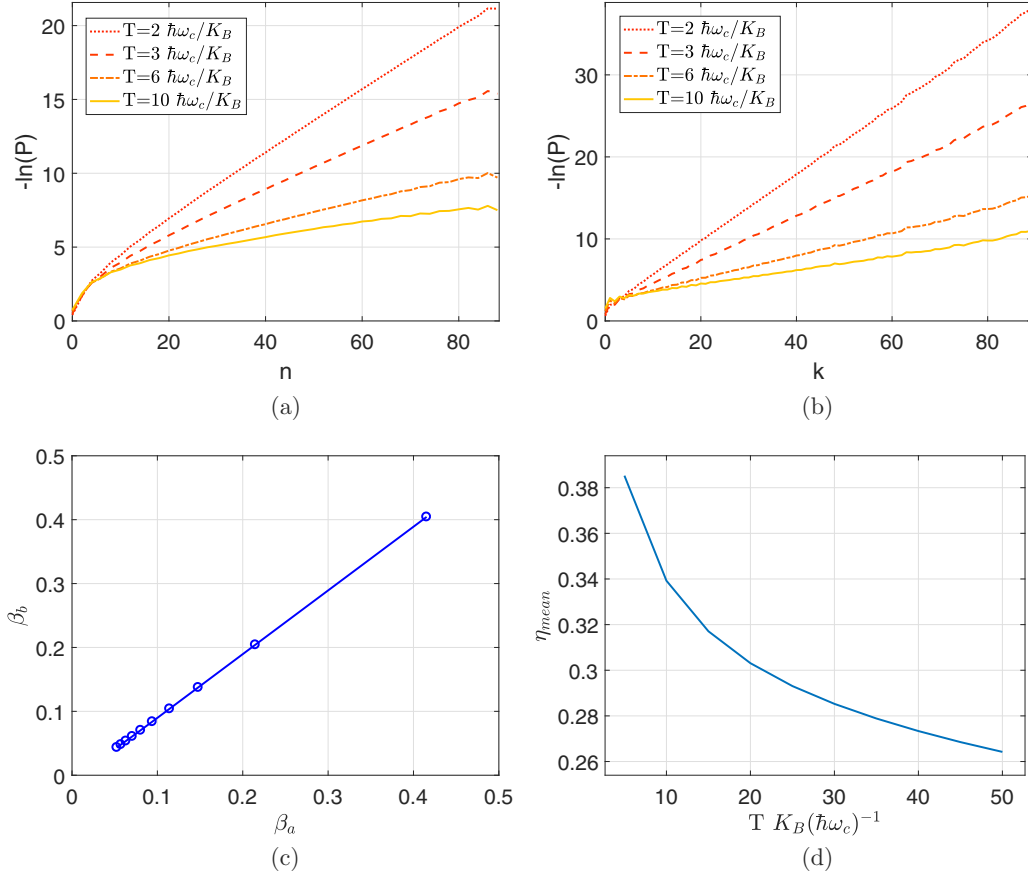 T=2 ℏω_c/K_B
T=3 ℏω_c/K_B
T=6 ℏω_c/K_B
T=10 ℏω_c/K_B
-ln(P)
20
15
10
5
0
0 20 40 60 80
n
(a)
T=2 ℏω_c/K_B
T=3 ℏω_c/K_B
T=6 ℏω_c/K_B
T=10 ℏω_c/K_B
-ln(P)
30
20
10
0
0 20 40 60 80
k
(b)
β_b
0.5
0.4
0.3
0.2
0.1
0
0 0.1 0.2 0.3 0.4 0.5
β_a
(c)
η_mean
0.38
0.36
0.34
0.32
0.3
0.28
0.26
10 20 30 40 50
T K_B(ℏω_c)^{-1}
(d)